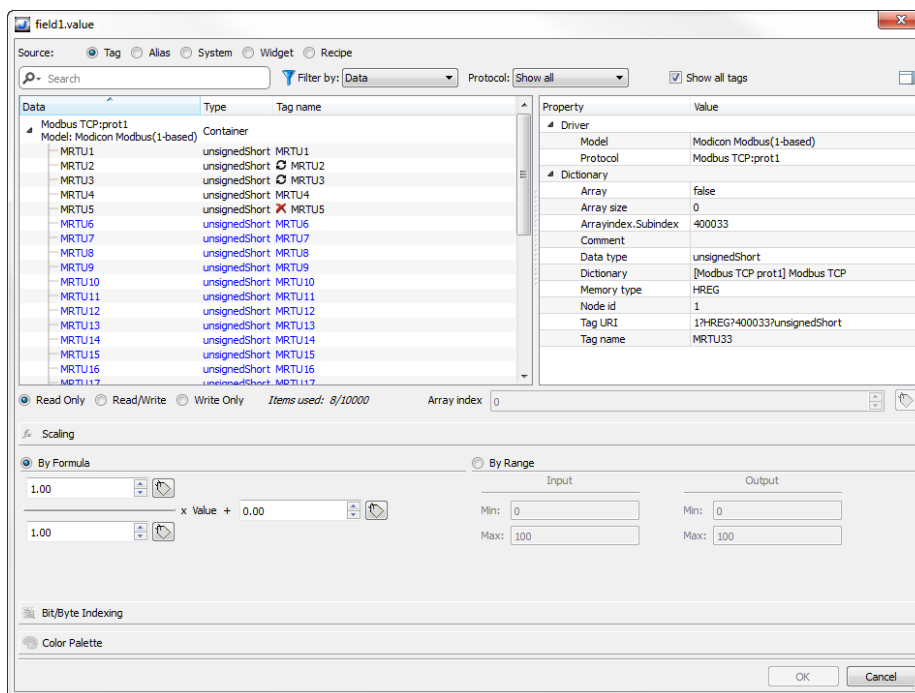 field1.value
Source: Tag Alias System Widget Recipe
Search Filter by: Data Protocol: Show all Show all tags
Data Type Tag name
Modbus TCP:prot1
Model: Modicon Modbus(1-based) Container
MRTU1 unsignedShort MRTU1
MRTU2 unsignedShort MRTU2
MRTU3 unsignedShort MRTU3
MRTU4 unsignedShort MRTU4
MRTU5 unsignedShort MRTU5
MRTU6 unsignedShort MRTU6
MRTU7 unsignedShort MRTU7
MRTU8 unsignedShort MRTU8
MRTU9 unsignedShort MRTU9
MRTU10 unsignedShort MRTU10
MRTU11 unsignedShort MRTU11
MRTU12 unsignedShort MRTU12
MRTU13 unsignedShort MRTU13
MRTU14 unsignedShort MRTU14
MRTU15 unsignedShort MRTU15
MRTU16 unsignedShort MRTU16
MRTU17 unsignedShort MRTU17
Property Value
Driver
Model Modicon Modbus(1-based)
Protocol Modbus TCP:prot1
Dictionary
Array false
Array size 0
Arrayindex.Subindex 400033
Comment
Data type unsignedShort
Dictionary [Modbus TCP prot1] Modbus TCP
Memory type HREG
Node id 1
Tag URI 1?HREG?400033?unsignedShort
Tag name MRTU33
Read Only Read/Write Write Only Items used: 8/10000 Array index 0
Scaling
By Formula
1.00
x Value + 0.00
1.00
By Range
Input Output
Min: 0 Min: 0
Max: 100 Max: 100
Bit/Byte Indexing
Color Palette
OK Cancel